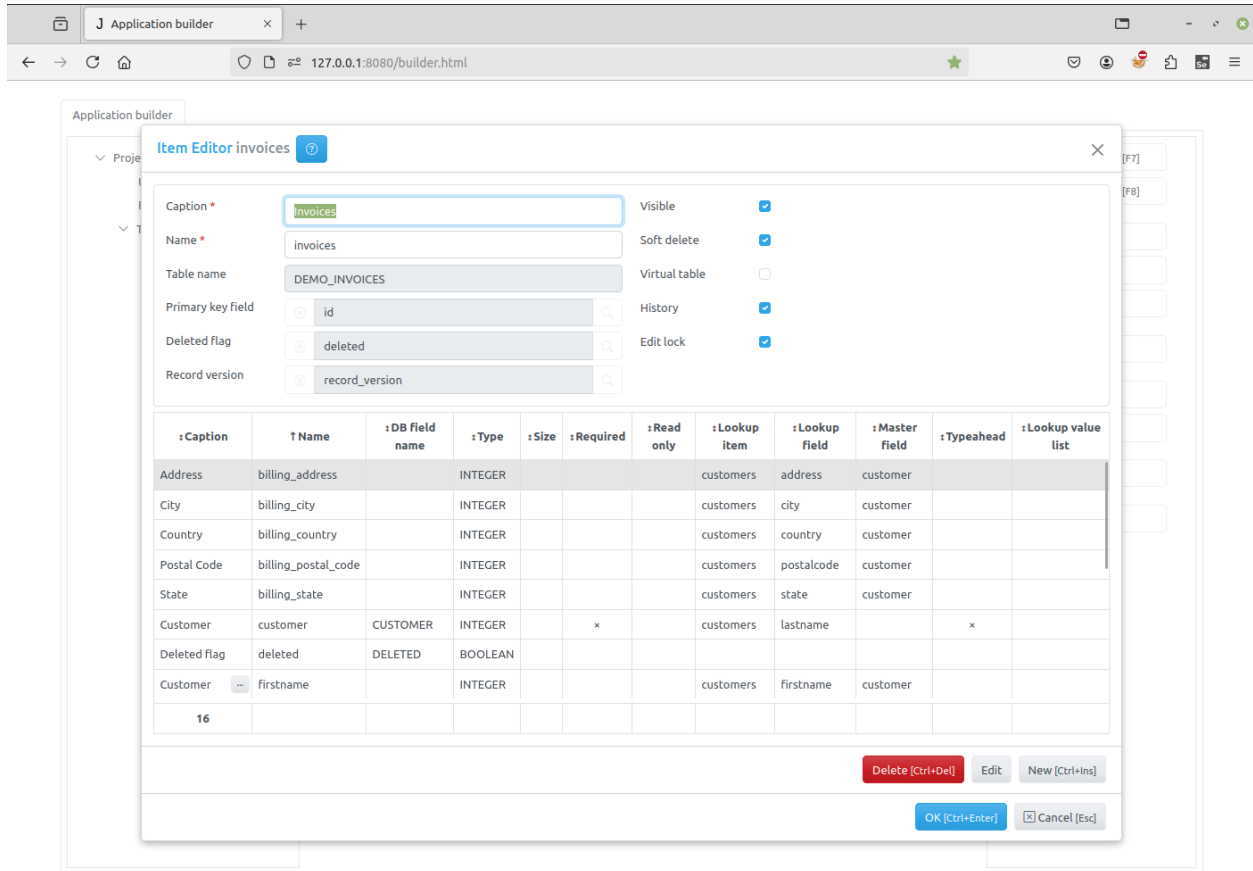 J Application builder × +
127.0.0.1:8080/builder.html
Se
Application builder
Item Editor invoices
Proje [F7]
[F8]
Caption * Invoices Visible
Name * invoices Soft delete
Table name DEMO_INVOICES Virtual table
Primary key field id History
Deleted flag deleted Edit lock
Record version record_version
Caption Name DB field name Type Size Required Read only Lookup item Lookup field Master field Typeahead Lookup value list
Address billing_address INTEGER customers address customer
City billing_city INTEGER customers city customer
Country billing_country INTEGER customers country customer
Postal Code billing_postal_code INTEGER customers postalcode customer
State billing_state INTEGER customers state customer
Customer customer CUSTOMER INTEGER × customers lastname ×
Deleted flag deleted DELETED BOOLEAN
Customer ... firstname INTEGER customers firstname customer
16
Delete [Ctrl+Del] Edit New [Ctrl+Ins]
OK [Ctrl+Enter] Cancel [Esc]